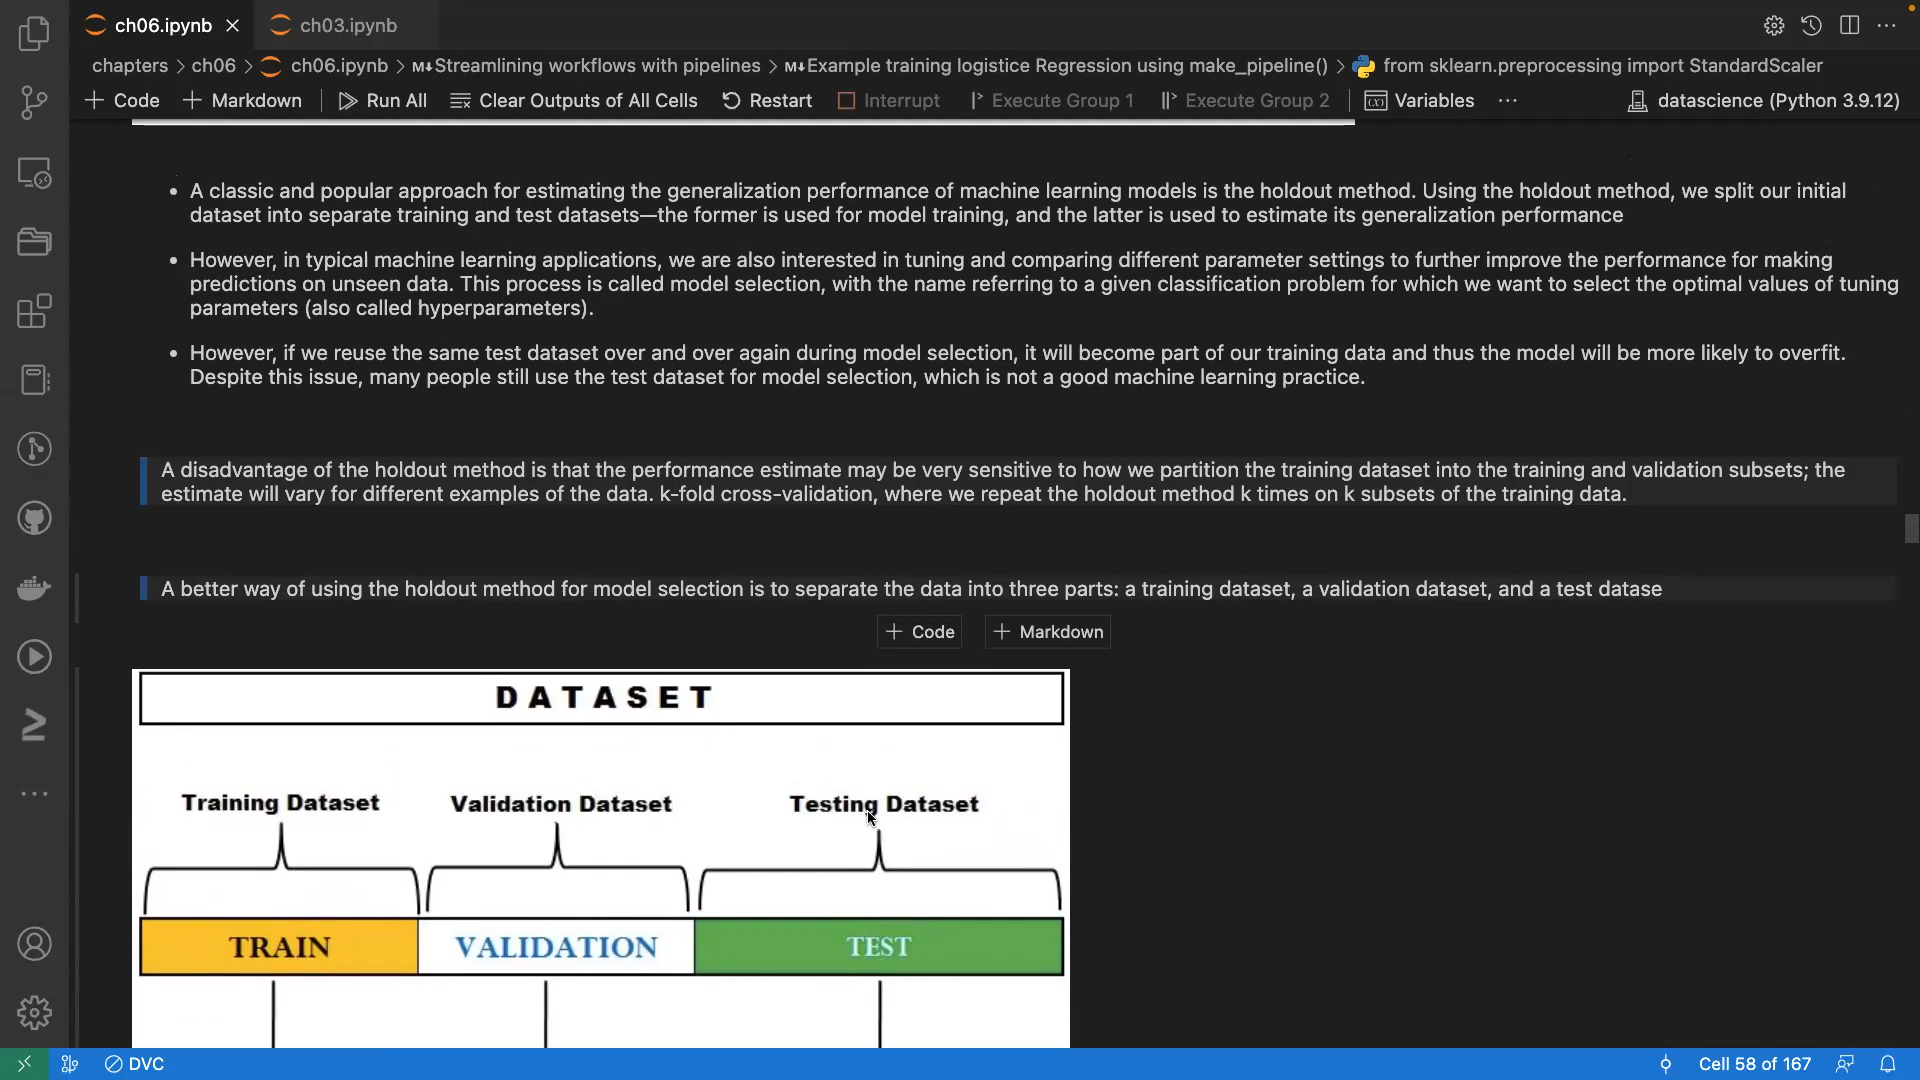 ch06.ipynb
ch03.ipynb
chapters > ch06 > ch06.ipynb > M↓Streamlining workflows with pipelines > M↓Example training logistice Regression using make_pipeline() > from sklearn.preprocessing import StandardScaler
+ Code + Markdown Run All Clear Outputs of All Cells Restart Interrupt Execute Group 1 Execute Group 2 Variables ··· datascience (Python 3.9.12)
• A classic and popular approach for estimating the generalization performance of machine learning models is the holdout method. Using the holdout method, we split our initial
dataset into separate training and test datasets—the former is used for model training, and the latter is used to estimate its generalization performance
• However, in typical machine learning applications, we are also interested in tuning and comparing different parameter settings to further improve the performance for making
predictions on unseen data. This process is called model selection, with the name referring to a given classification problem for which we want to select the optimal values of tuning
parameters (also called hyperparameters).
• However, if we reuse the same test dataset over and over again during model selection, it will become part of our training data and thus the model will be more likely to overfit.
Despite this issue, many people still use the test dataset for model selection, which is not a good machine learning practice.
A disadvantage of the holdout method is that the performance estimate may be very sensitive to how we partition the training dataset into the training and validation subsets; the
estimate will vary for different examples of the data. k-fold cross-validation, where we repeat the holdout method k times on k subsets of the training data.
A better way of using the holdout method for model selection is to separate the data into three parts: a training dataset, a validation dataset, and a test datase
+ Code + Markdown
DATASET
Training Dataset Validation Dataset Testing Dataset
TRAIN VALIDATION TEST
DVC
Cell 58 of 167